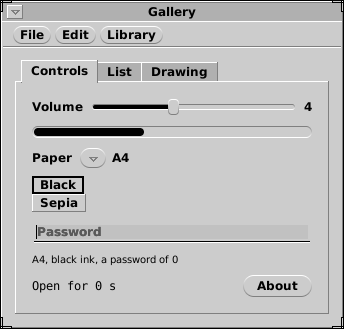 Gallery
File Edit Library
Controls List Drawing
Volume 4
Paper A4
Black
Sepia
Password
A4, black ink, a password of 0
Open for 0 s About